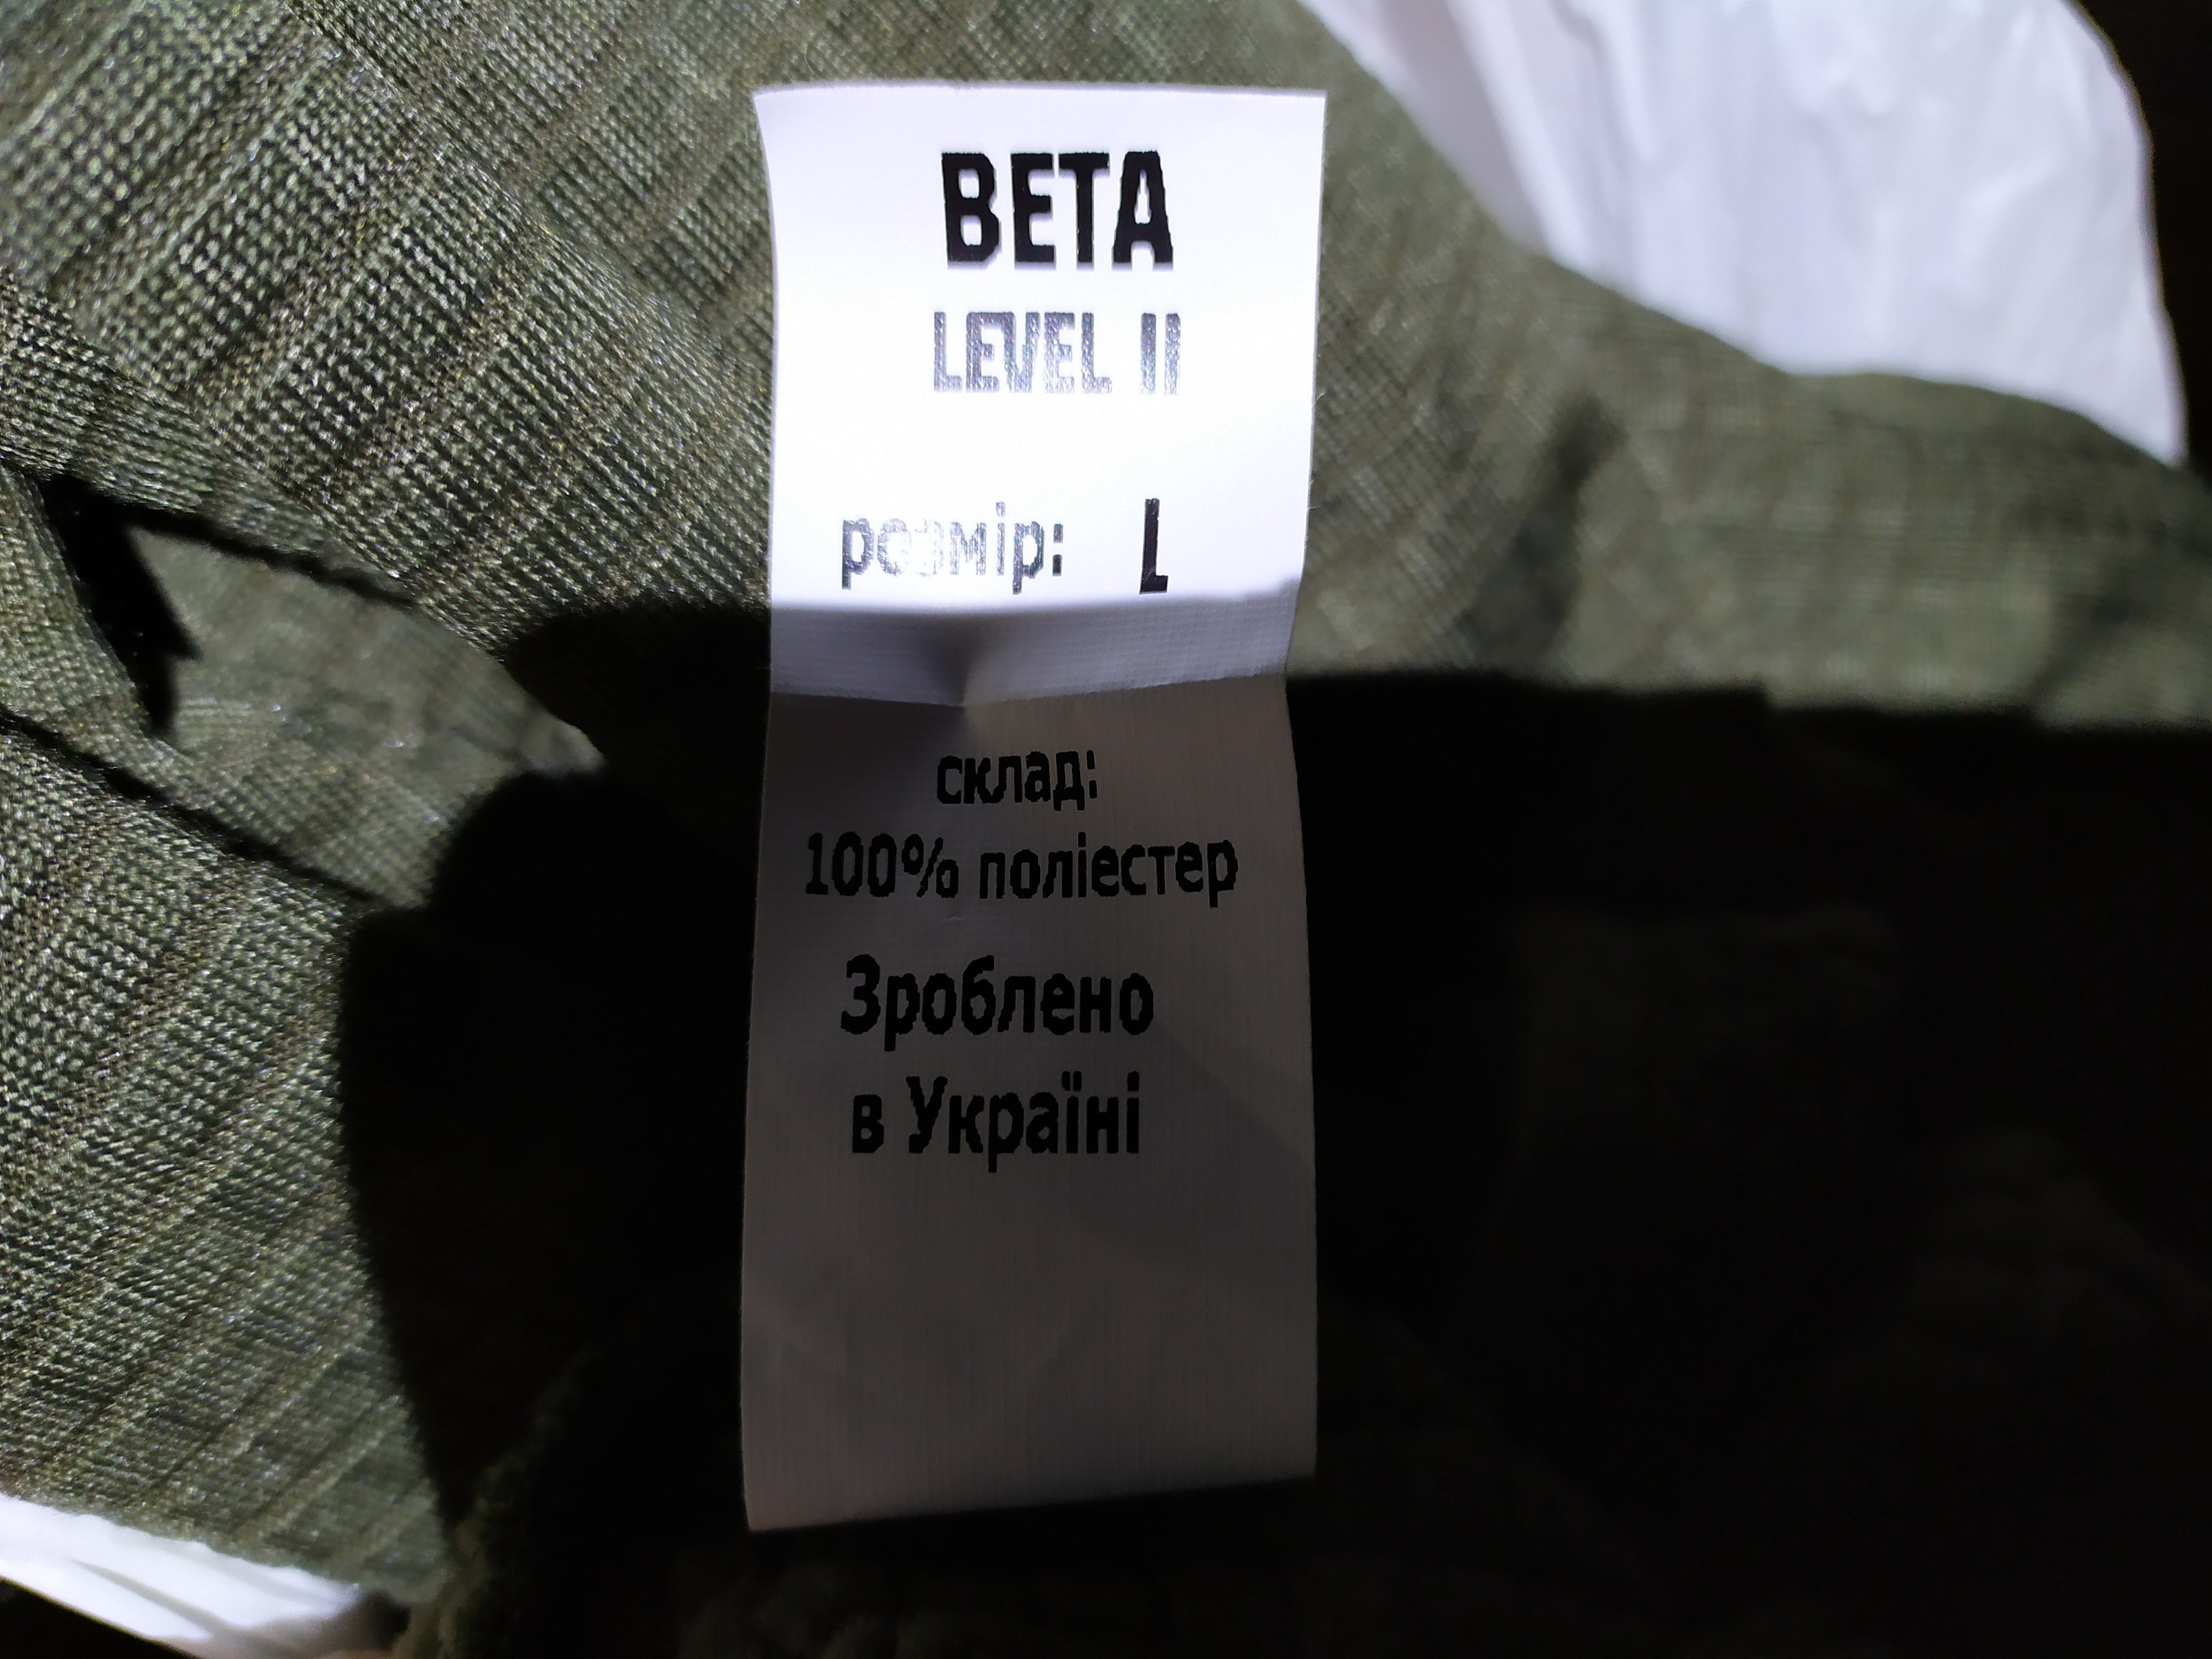 BETA
LEVEL II
розмір: L
склад:
100% поліестер
Зроблено
в Україні